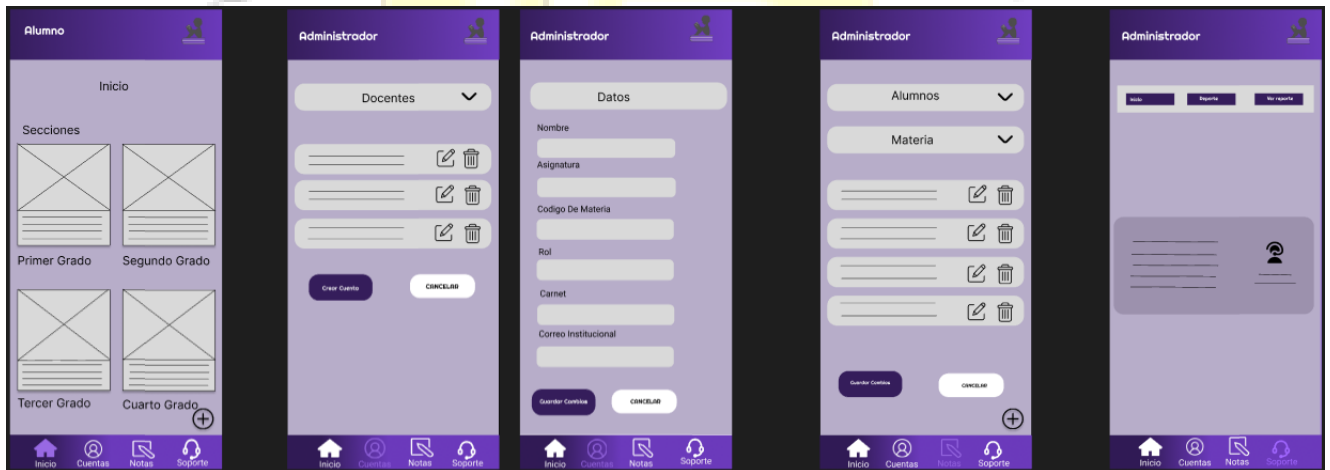 Alumno
Inicio
Secciones
Primer Grado
Segundo Grado
Tercer Grado
Cuarto Grado
Inicio
Cuentas
Notas
Soporte
Administrador
Docentes
Crear Cuenta
CANCELAR
Inicio
Cuentas
Notas
Soporte
Administrador
Datos
Nombre
Asignatura
Codigo De Materia
Rol
Carnet
Correo Institucional
Guardar Cambios
CANCELAR
Inicio
Cuentas
Notas
Soporte
Administrador
Alumnos
Materia
Guardar Cambios
CANCELAR
Inicio
Cuentas
Notas
Soporte
Administrador
Inicio
Ver reporte
Inicio
Cuentas
Notas
Soporte